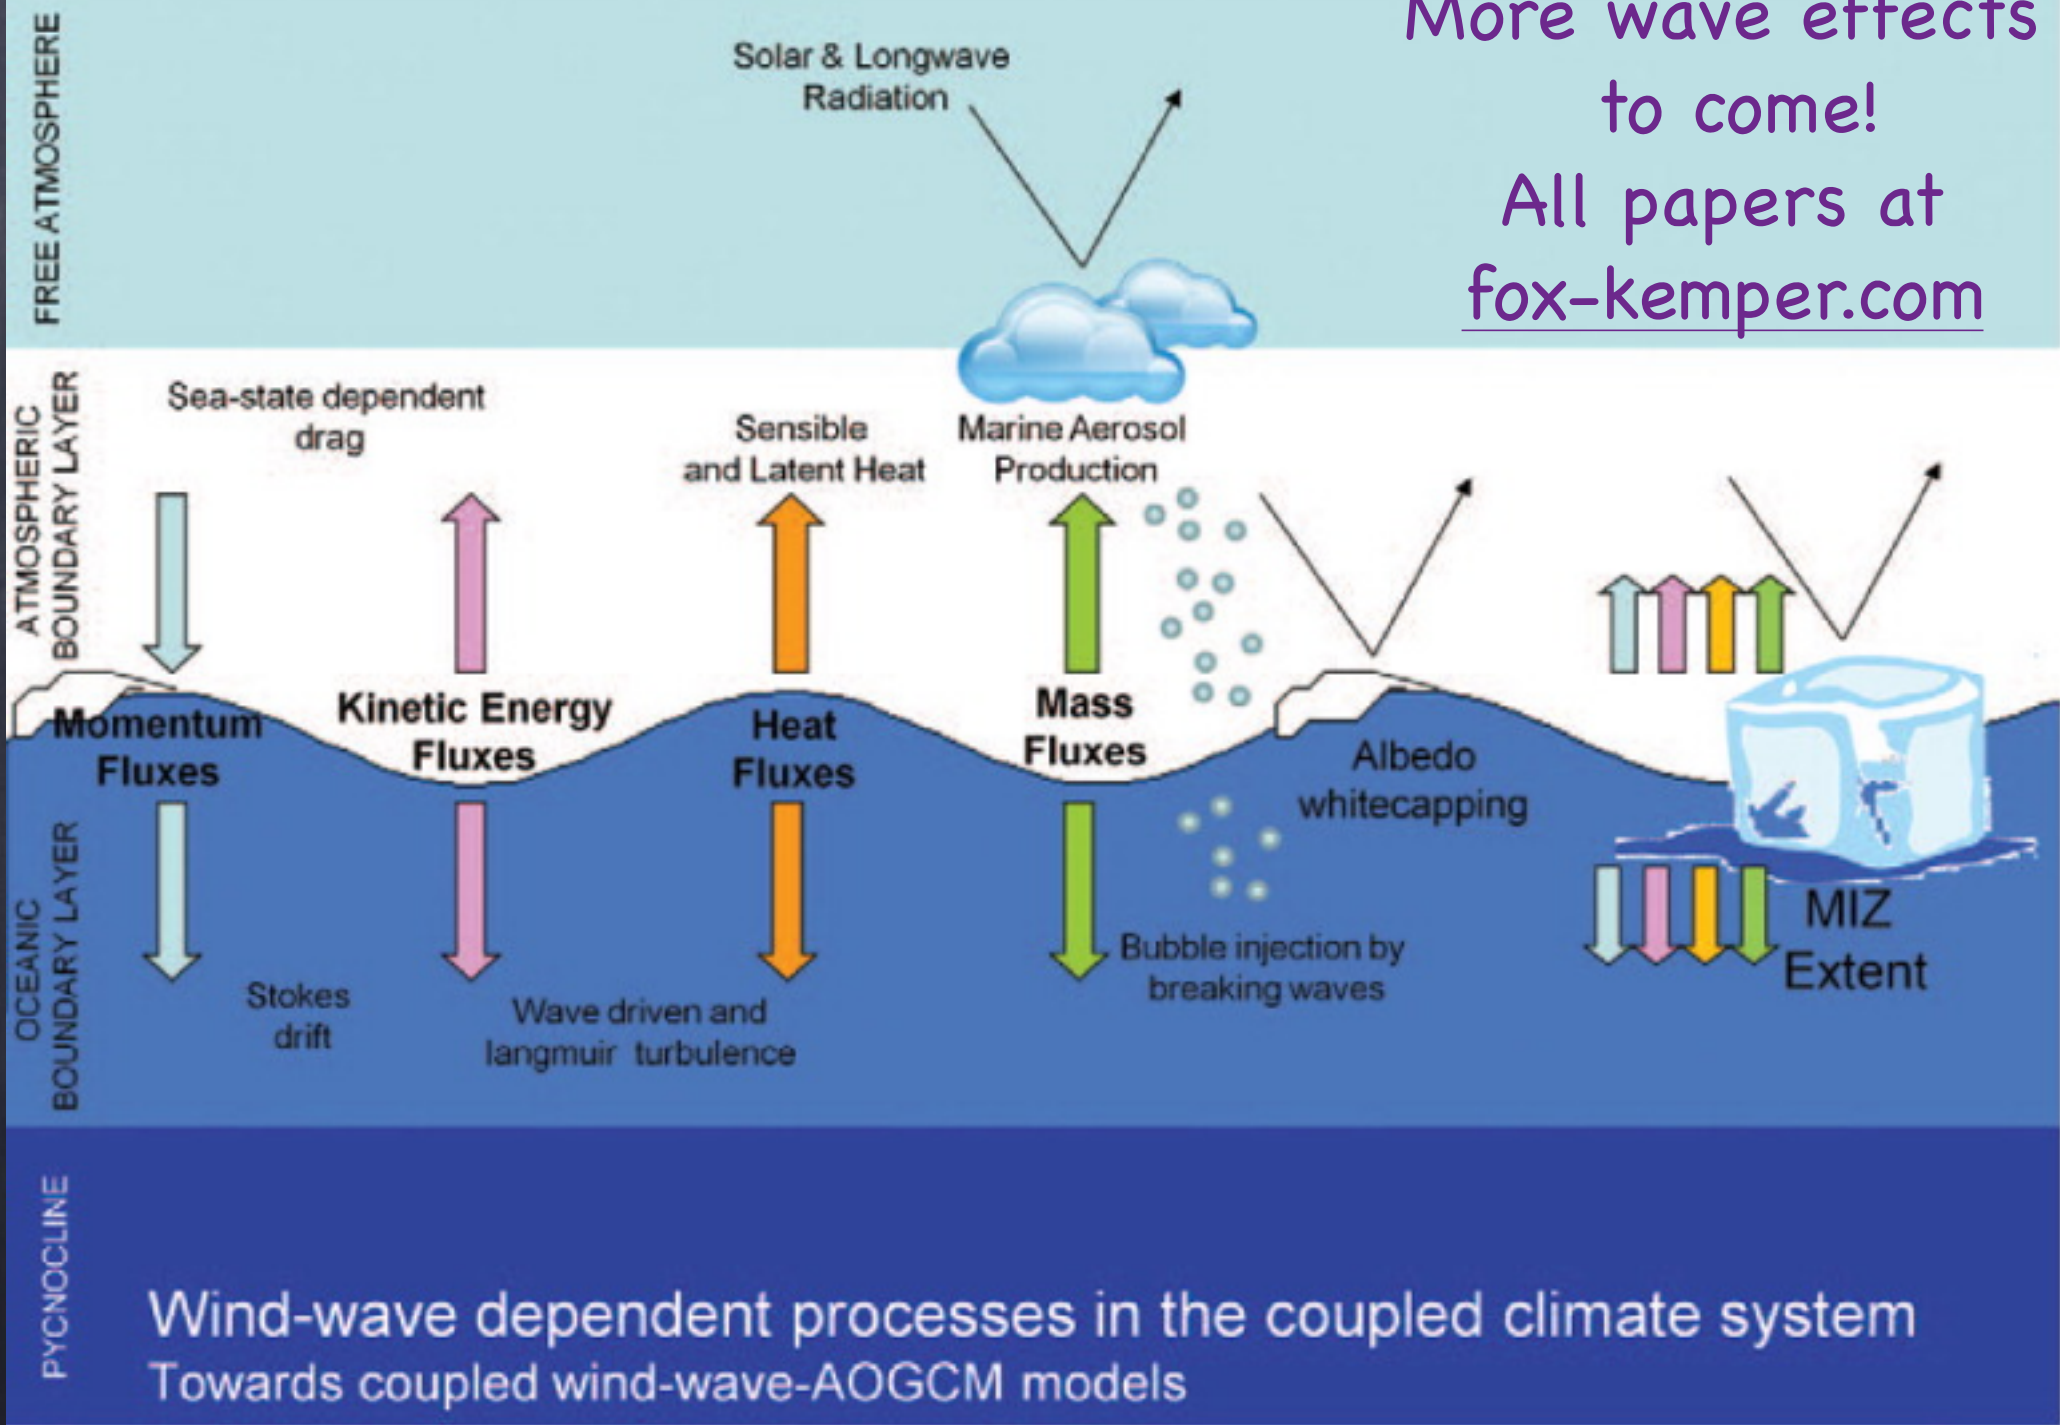 More wave effects
to come!
All papers at
fox-kemper.com
FREE ATMOSPHERE
Solar & Longwave
Radiation
ATMOSPHERIC
BOUNDARY LAYER
Sea-state dependent
drag
Sensible
and Latent Heat
Marine Aerosol
Production
Momentum
Fluxes
Kinetic Energy
Fluxes
Heat
Fluxes
Mass
Fluxes
Albedo
whitecapping
OCEANIC
BOUNDARY LAYER
Stokes
drift
Wave driven and
langmuir turbulence
Bubble injection by
breaking waves
MIZ
Extent
PYCNOCLINE
Wind-wave dependent processes in the coupled climate system
Towards coupled wind-wave-AOGCM models